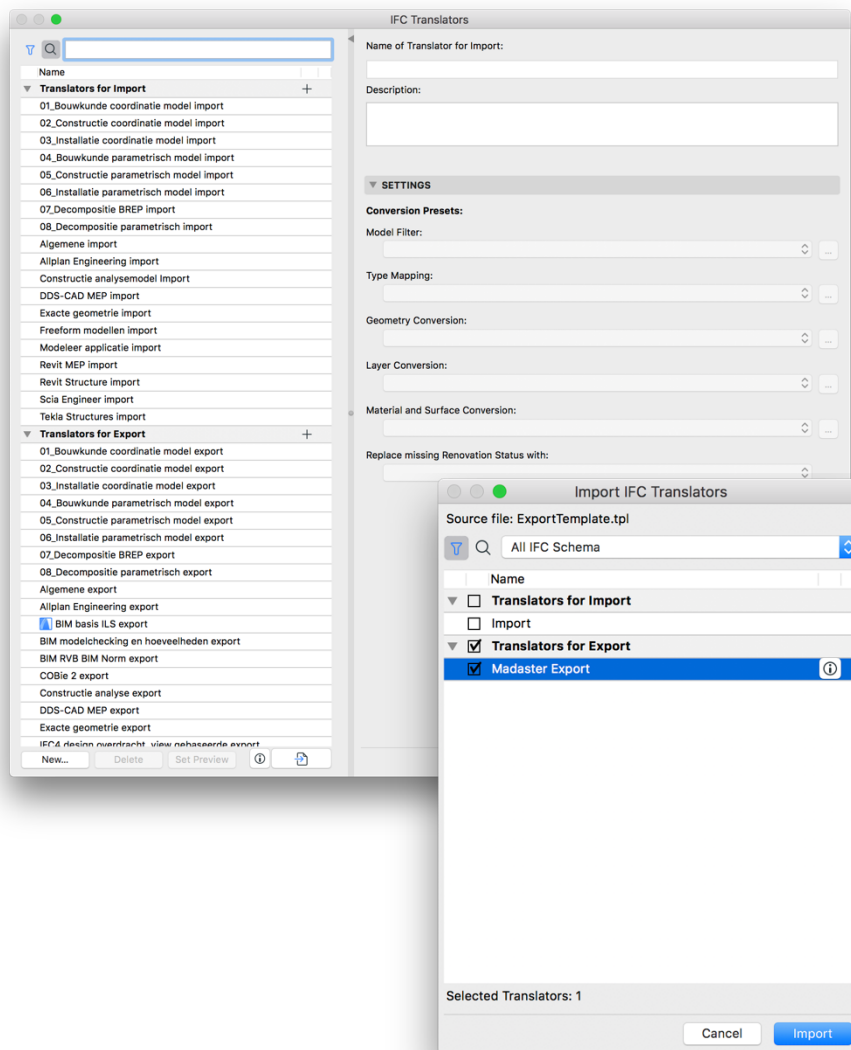 IFC Translators
Name
Translators for Import
01_Bouwkunde coordinatie model import
02_Constructie coordinatie model import
03_Installatie coordinatie model import
04_Bouwkunde parametrisch model import
05_Constructie parametrisch model import
06_Installatie parametrisch model import
07_Decompositie BREP import
08_Decompositie parametrisch import
Algemene import
Allplan Engineering import
Constructie analysemodel Import
DDS-CAD MEP import
Exacte geometrie import
Freeform modellen import
Modeleer applicatie import
Revit MEP import
Revit Structure import
Scia Engineer import
Tekla Structures import
Translators for Export
01_Bouwkunde coordinatie model export
02_Constructie coordinatie model export
03_Installatie coordinatie model export
04_Bouwkunde parametrisch model export
05_Constructie parametrisch model export
06_Installatie parametrisch model export
07_Decompositie BREP export
08_Decompositie parametrisch export
Algemene export
Allplan Engineering export
BIM basis ILS export
BIM modelchecking en hoeveelheden export
BIM RVB BIM Norm export
COBie 2 export
Constructie analyse export
DDS-CAD MEP export
Exacte geometrie export
IFC4 design overdracht, view gebaseerde export
New...
Delete
Set Preview
Name of Translator for Import:
Description:
SETTINGS
Conversion Presets:
Model Filter:
...
Type Mapping:
...
Geometry Conversion:
...
Layer Conversion:
...
Material and Surface Conversion:
...
Replace missing Renovation Status with:
Import IFC Translators
Source file: ExportTemplate.tpl
All IFC Schema
Name
Translators for Import
Import
Translators for Export
Madaster Export
Selected Translators: 1
Cancel
Import